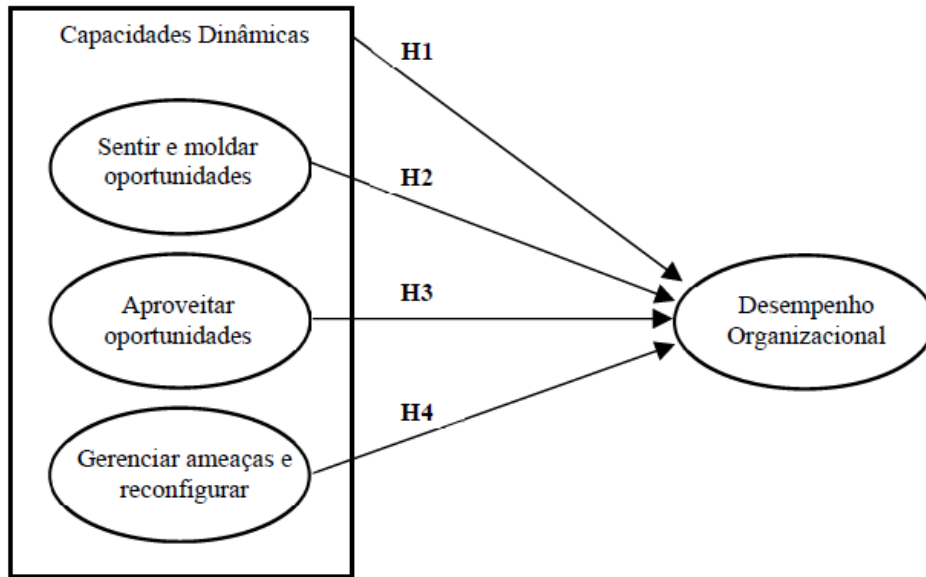 Capacidades Dinâmicas
H1
Sentir e moldar
oportunidades
H2
Aproveitar
oportunidades
H3
Desempenho
Organizacional
H4
Gerenciar ameaças e
reconfigurar